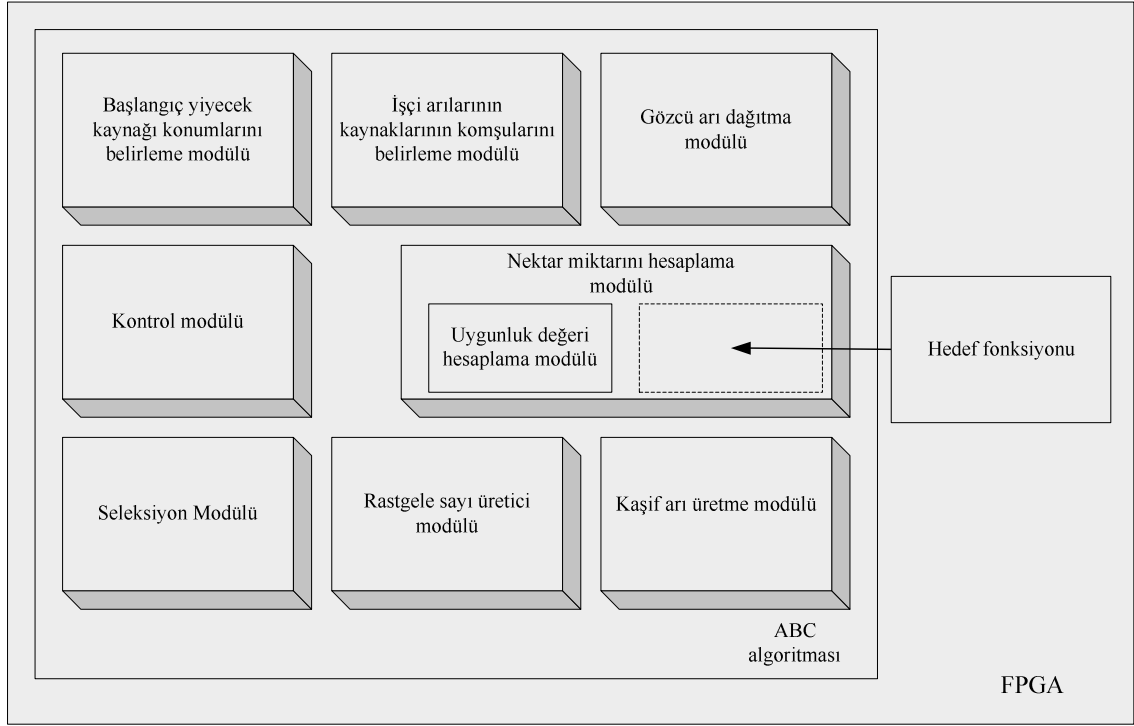 Başlangıç yiyecek
kaynağı konumlarını
belirleme modülü
İşçi arılarının
kaynaklarının komşularını
belirleme modülü
Gözcü arı dağıtma
modülü
Kontrol modülü
Nektar miktarını hesaplama
modülü
Uygunluk değeri
hesaplama modülü
Hedef fonksiyonu
Seleksiyon Modülü
Rastgele sayı üretici
modülü
Kaşif arı üretme modülü
ABC
algoritması
FPGA